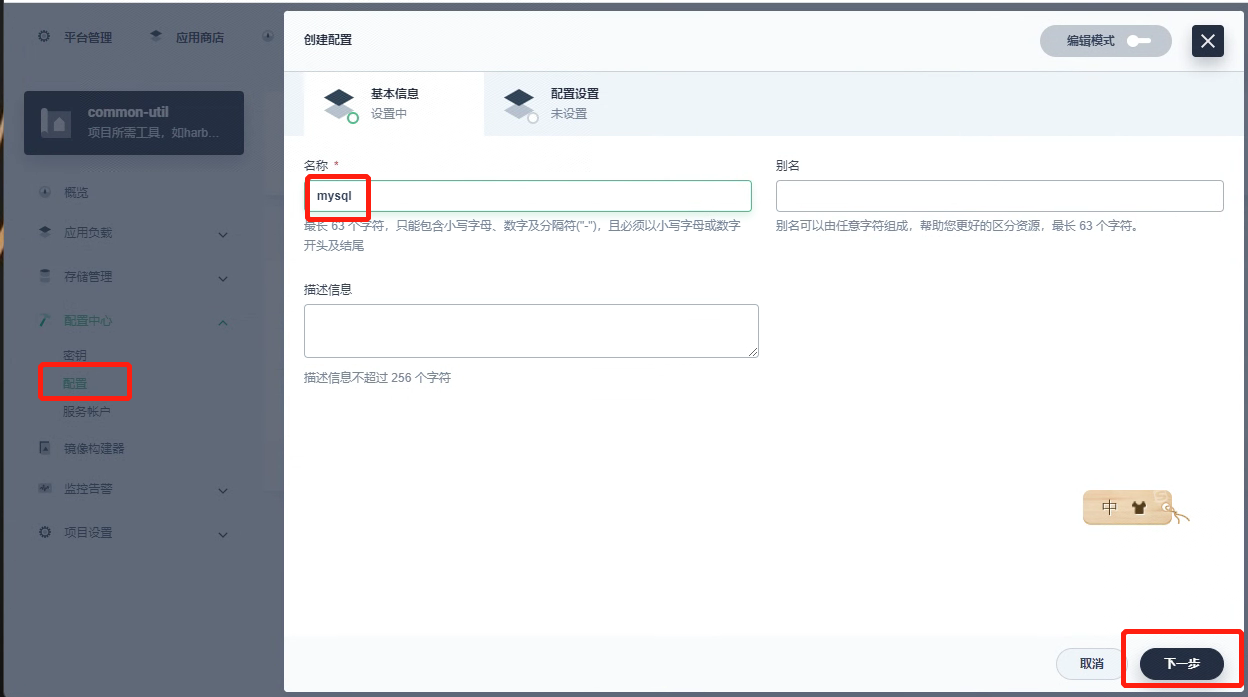 平台管理
应用商店
common-util
项目所需工具，如harb...
概览
应用负载
存储管理
配置中心
密钥
配置
服务帐户
镜像构建器
监控告警
项目设置
创建配置
编辑模式
基本信息
设置中
配置设置
未设置
名称 *
mysql
最长 63 个字符，只能包含小写字母、数字及分隔符("-")，且必须以小写字母或数字
开头及结尾
别名
别名可以由任意字符组成，帮助您更好的区分资源，最长 63 个字符。
描述信息
描述信息不超过 256 个字符
中
取消
下一步